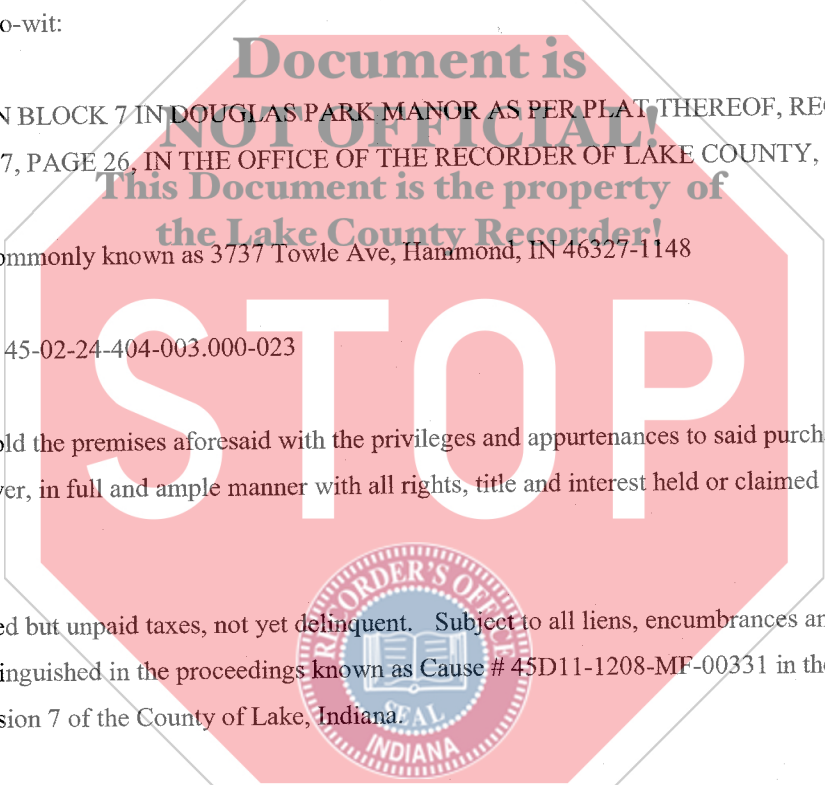 o-wit:
Document is
N BLOCK 7 IN DOUGLAS PARK MANOR AS PER PLAT THEREOF, REC
NOT OFFICIAL!
7, PAGE 26, IN THE OFFICE OF THE RECORDER OF LAKE COUNTY,
This Document is the property of
the Lake County Recorder!
ommonly known as 3737 Towle Ave, Hammond, IN 46327-1148
STOP
45-02-24-404-003.000-023
old the premises aforesaid with the privileges and appurtenances to said purch
ver, in full and ample manner with all rights, title and interest held or claimed
RECORDER'S OFFICE
ed but unpaid taxes, not yet delinquent. Subject to all liens, encumbrances an
inguished in the proceedings known as Cause # 45D11-1208-MF-00331 in the
sion 7 of the County of Lake, Indiana.
SEAL
INDIANA